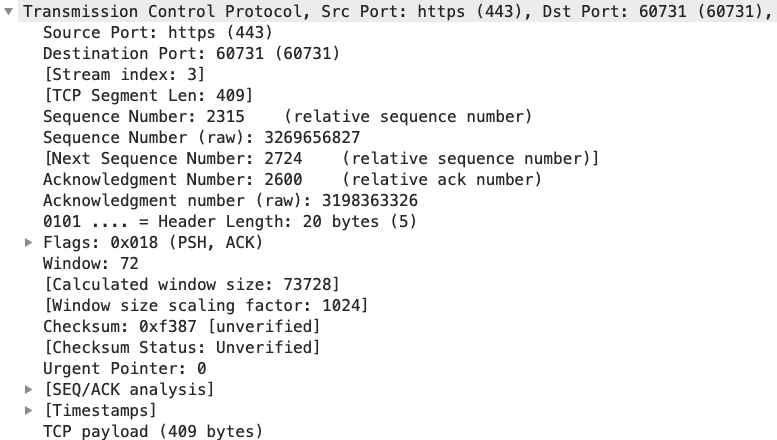 Transmission Control Protocol, Src Port: https (443), Dst Port: 60731 (60731),
Source Port: https (443)
Destination Port: 60731 (60731)
[Stream index: 3]
[TCP Segment Len: 409]
Sequence Number: 2315    (relative sequence number)
Sequence Number (raw): 3269656827
[Next Sequence Number: 2724    (relative sequence number)]
Acknowledgment Number: 2600    (relative ack number)
Acknowledgment number (raw): 3198363326
0101 .... = Header Length: 20 bytes (5)
Flags: 0x018 (PSH, ACK)
Window: 72
[Calculated window size: 73728]
[Window size scaling factor: 1024]
Checksum: 0xf387 [unverified]
[Checksum Status: Unverified]
Urgent Pointer: 0
[SEQ/ACK analysis]
[Timestamps]
TCP payload (409 bytes)